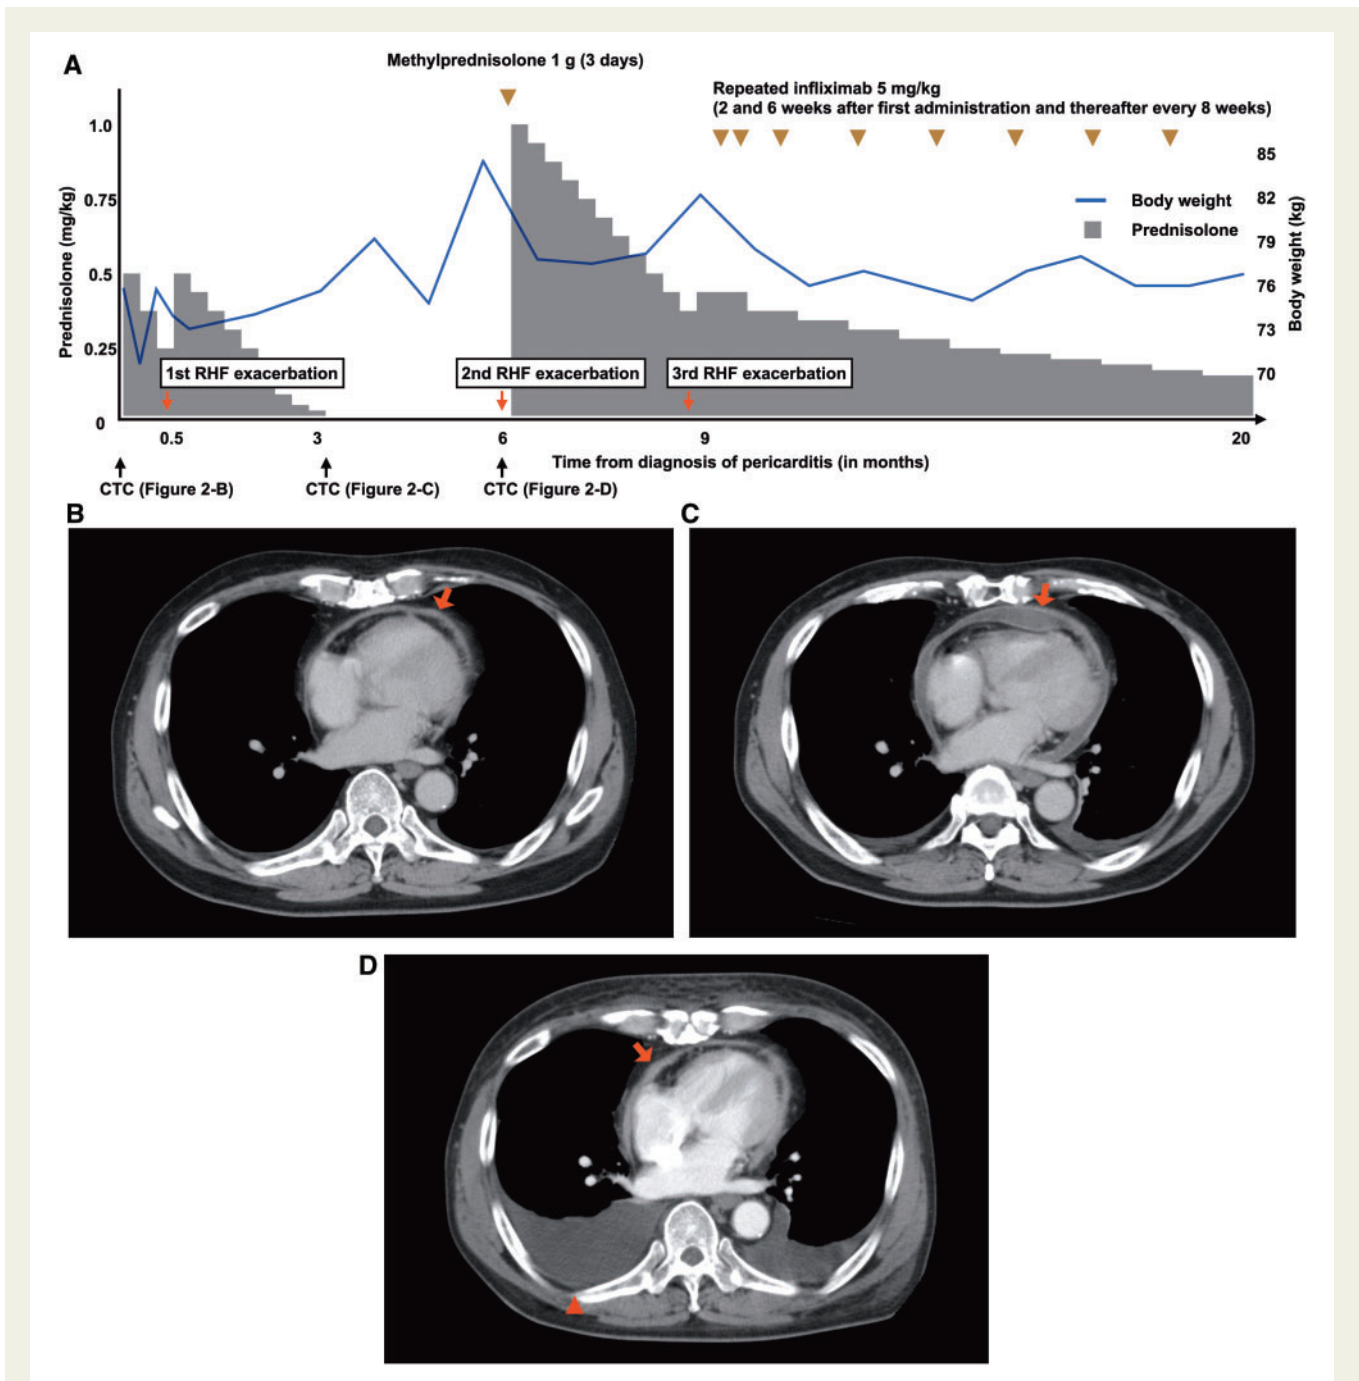 A
Methylprednisolone 1 g (3 days)
Repeated infliximab 5 mg/kg
(2 and 6 weeks after first administration and thereafter every 8 weeks)
Prednisolone (mg/kg)
1.0
0.75
0.5
0.25
0
85
82
79
76
73
70
Body weight (kg)
Body weight
Prednisolone
1st RHF exacerbation
2nd RHF exacerbation
3rd RHF exacerbation
0.5
3
6
9
20
Time from diagnosis of pericarditis (in months)
CTC (Figure 2-B)
CTC (Figure 2-C)
CTC (Figure 2-D)
B
C
D